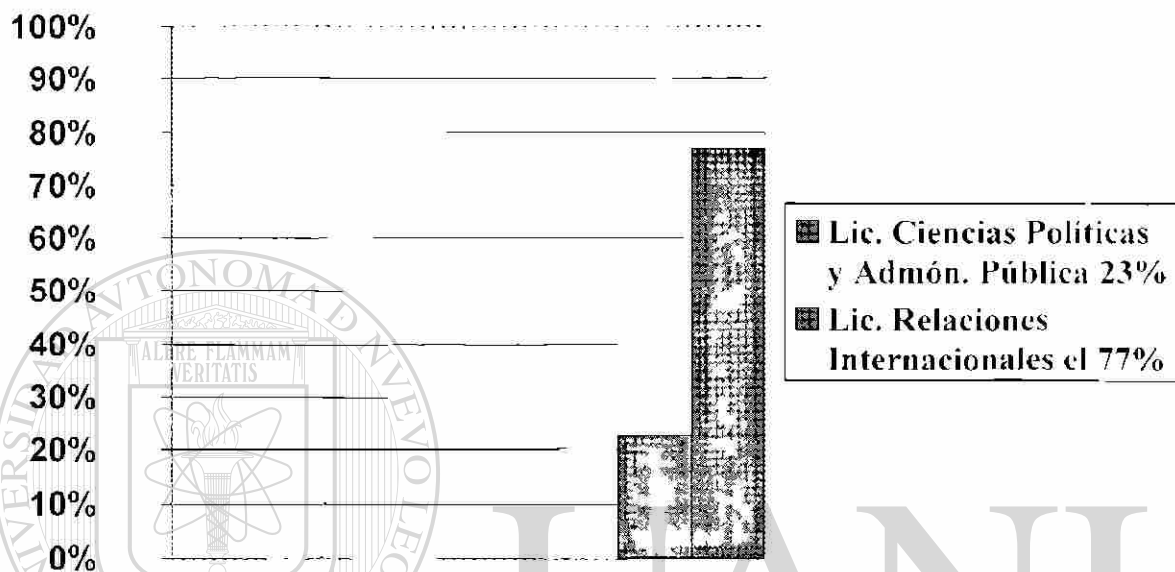 100%
90%
80%
70%
60%
50%
40%
30%
20%
10%
0%
Lic. Ciencias Políticas
y Admón. Pública 23%
Lic. Relaciones
Internacionales el 77%
ALERE FLAMMAM
VERITATIS